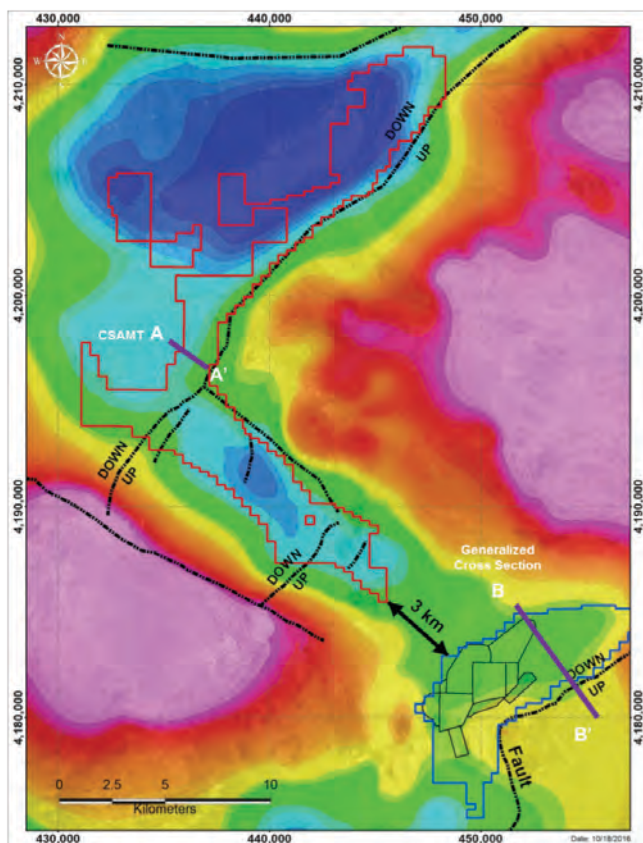 430,000 440,000 450,000
N
W E
S
4,210,000
4,210,000
DOWN
UP
4,200,000
4,200,000
CSAMT A
A'
DOWN
UP
4,190,000
4,190,000
DOWN
UP
Generalized
Cross Section
B
3 km
DOWN
UP
4,180,000
4,180,000
B'
Fault
0 2.5 5 10
Kilometers
430,000 440,000 450,000
Date: 10/18/2016